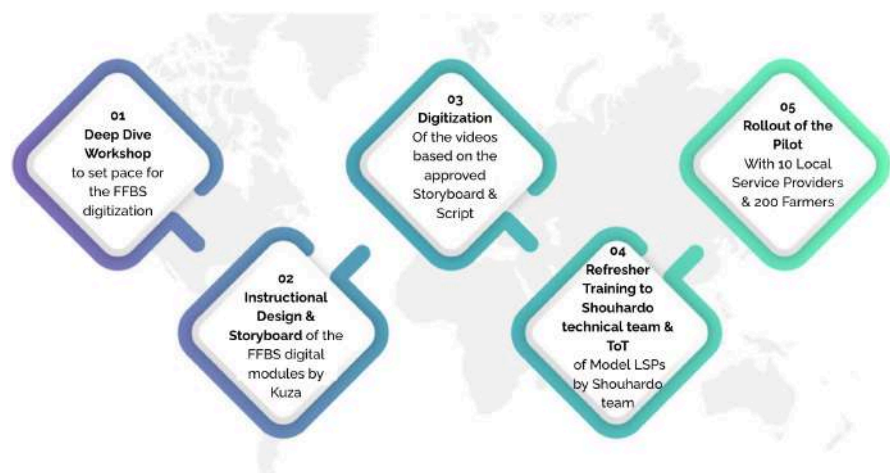 01
Deep Dive
Workshop
to set pace for
the FFBS
digitization
02
Instructional
Design &
Storyboard of the
FFBS digital
modules by
Kuza
03
Digitization
Of the videos
based on the
approved
Storyboard &
Script
04
Refresher
Training to
Shouhardo
technical team &
ToT
of Model LSPs
by Shouhardo
team
05
Rollout of the
Pilot
With 10 Local
Service Providers
& 200 Farmers